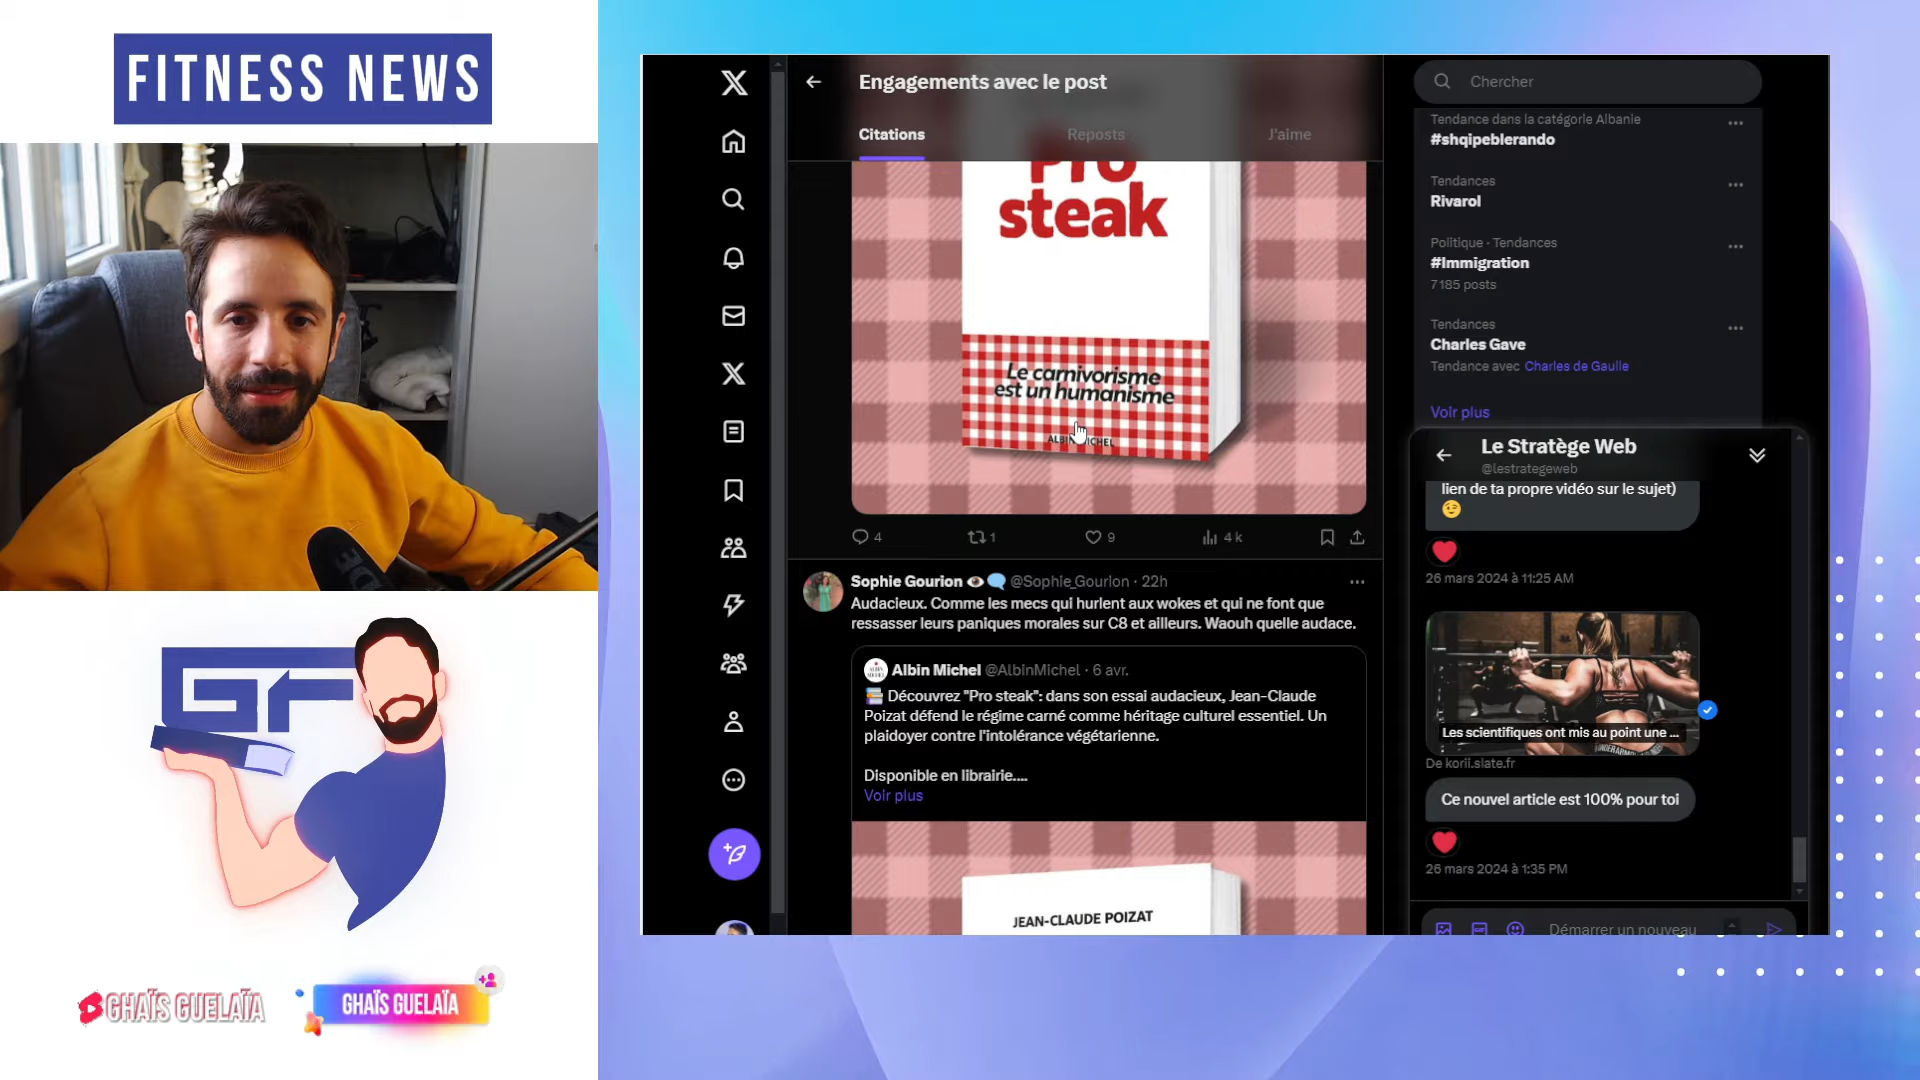 FITNESS NEWS
GF
GHAÏS GUELAÏA
GHAÏS GUELAÏA
Engagements avec le post
Citations
Reposts
J'aime
Pro
steak
Le carnivorisme
est un humanisme
ALBIN MICHEL
4
1
9
4 k
Sophie Gourion @Sophie_Gourion · 22h
Audacieux. Comme les mecs qui hurlent aux wokes et qui ne font que
ressasser leurs paniques morales sur C8 et ailleurs. Waouh quelle audace.
Albin Michel @AlbinMichel · 6 avr.
Découvrez "Pro steak": dans son essai audacieux, Jean-Claude
Poizat défend le régime carné comme héritage culturel essentiel. Un
plaidoyer contre l'intolérance végétarienne.
Disponible en librairie....
Voir plus
JEAN-CLAUDE POIZAT
Chercher
Tendance dans la catégorie Albanie
#shqipeblerando
Tendances
Rivarol
Politique · Tendances
#Immigration
7 185 posts
Tendances
Charles Gave
Tendance avec Charles de Gaulle
Voir plus
Le Stratège Web
@lestrategeweb
lien de ta propre vidéo sur le sujet)
26 mars 2024 à 11:25 AM
Les scientifiques ont mis au point une ...
De korii.slate.fr
Ce nouvel article est 100% pour toi
26 mars 2024 à 1:35 PM
Démarrer un nouveau